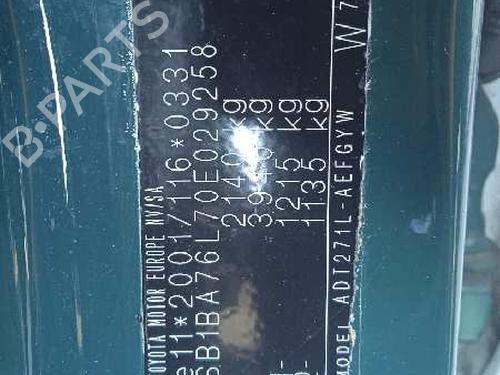 TOYOTA MOTOR EUROPE NV/SA
e11*2001/116*0331
SB1BA76L70E029258
2140 kg
kg
1215 kg
1135 kg
MODEL ADT271L-AEFGYW W7
B-PARTS